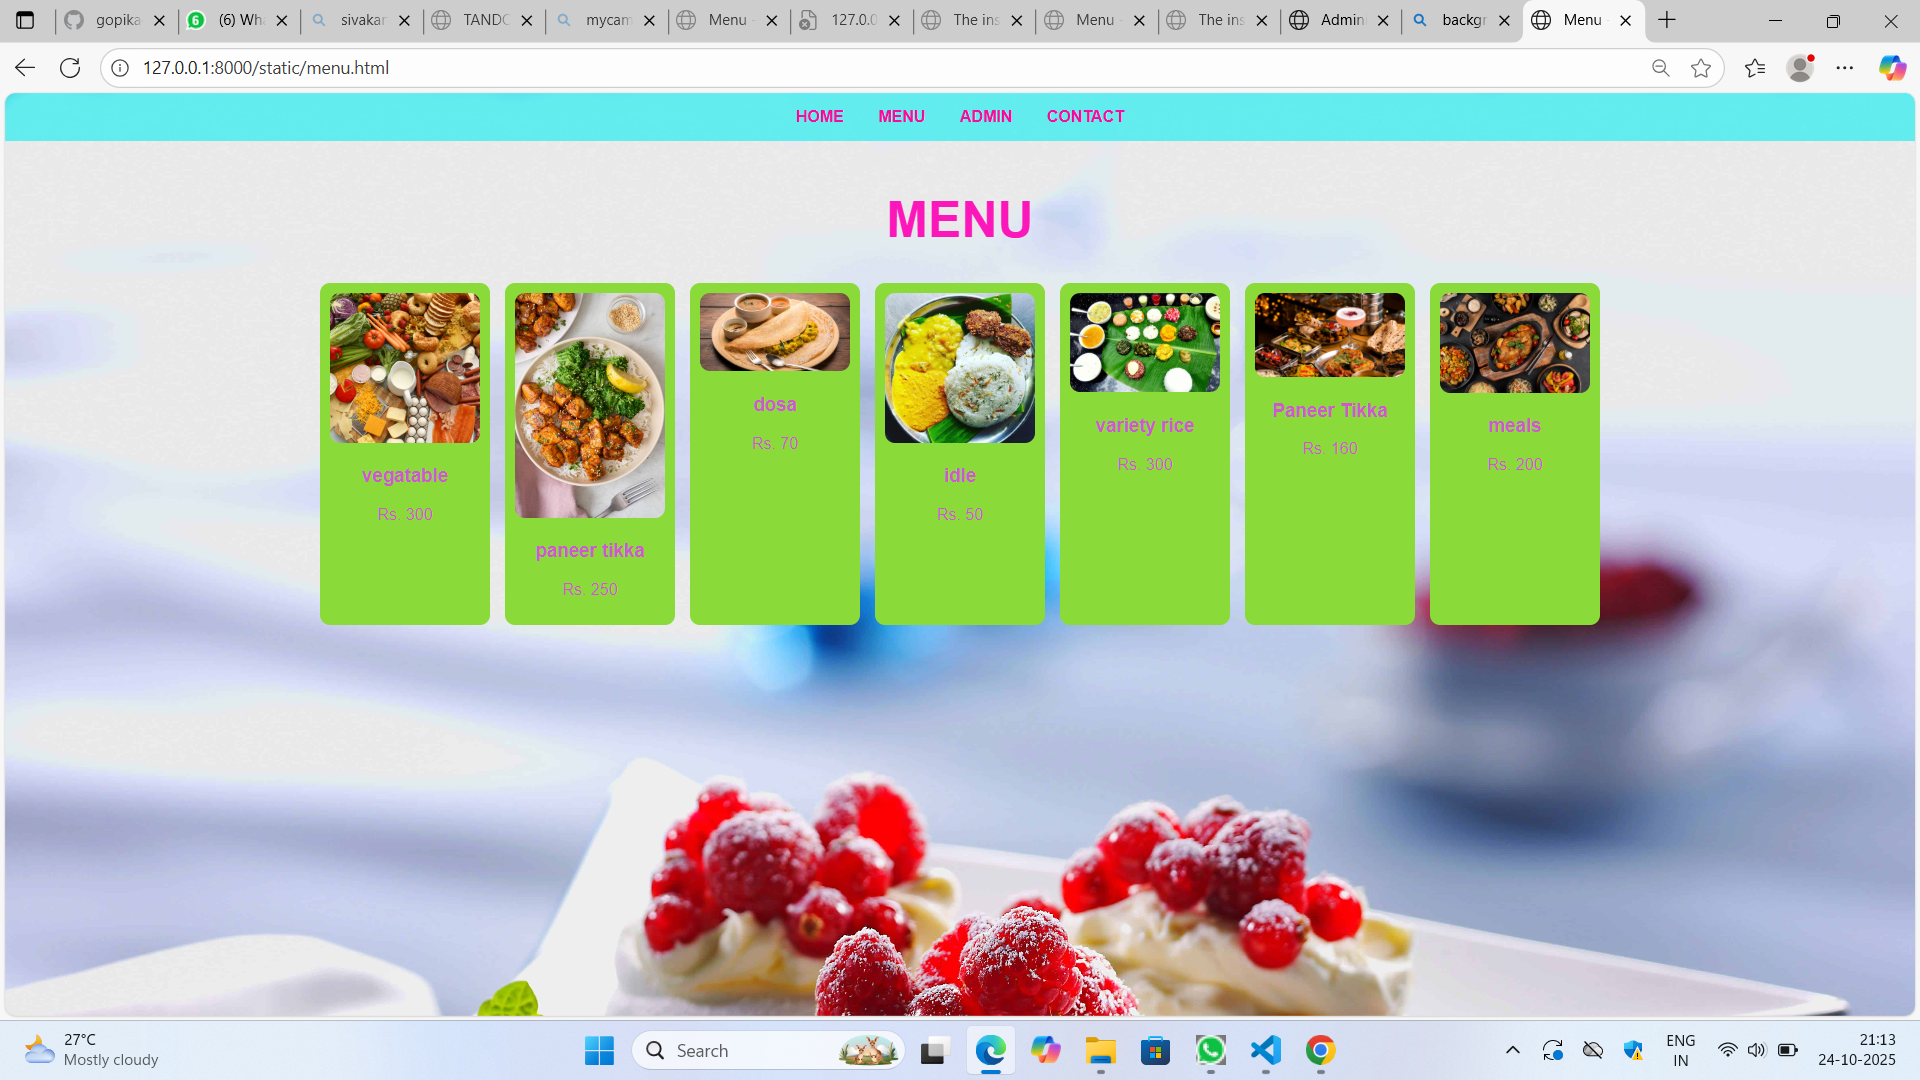 gopika
(6) Wha
sivakar
TANDO
mycam
Menu
127.0.0
The ins
Menu
The ins
Admin
backgr
Menu
127.0.0.1:8000/static/menu.html
HOME MENU ADMIN CONTACT
MENU
vegatable
Rs. 300
paneer tikka
Rs. 250
dosa
Rs. 70
idle
Rs. 50
variety rice
Rs. 300
Paneer Tikka
Rs. 160
meals
Rs. 200
27°C
Mostly cloudy
Search
ENG
IN
21:13
24-10-2025